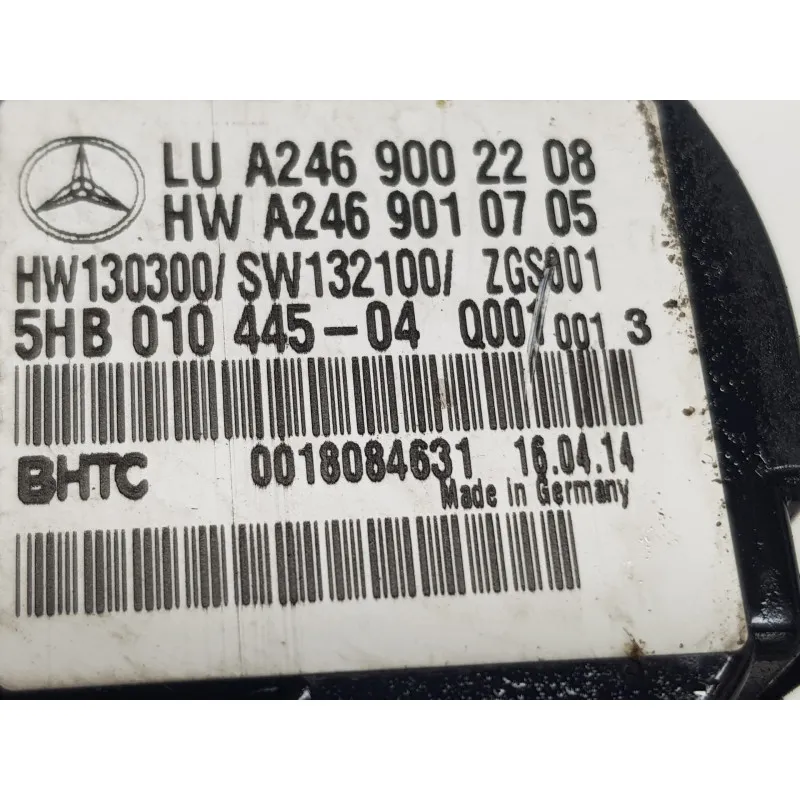 LU A246 900 22 08
HW A246 901 07 05
HW130300/ SW132100/ ZGS001
5HB 010 445-04 Q001 001 3
BHTC 0018084631 16.04.14
Made in Germany